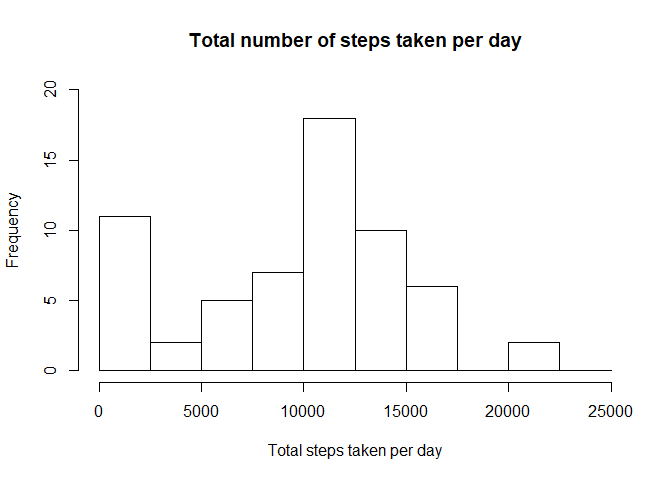 Total number of steps taken per day
20
15
10
5
0
Frequency
0 5000 10000 15000 20000 25000
Total steps taken per day